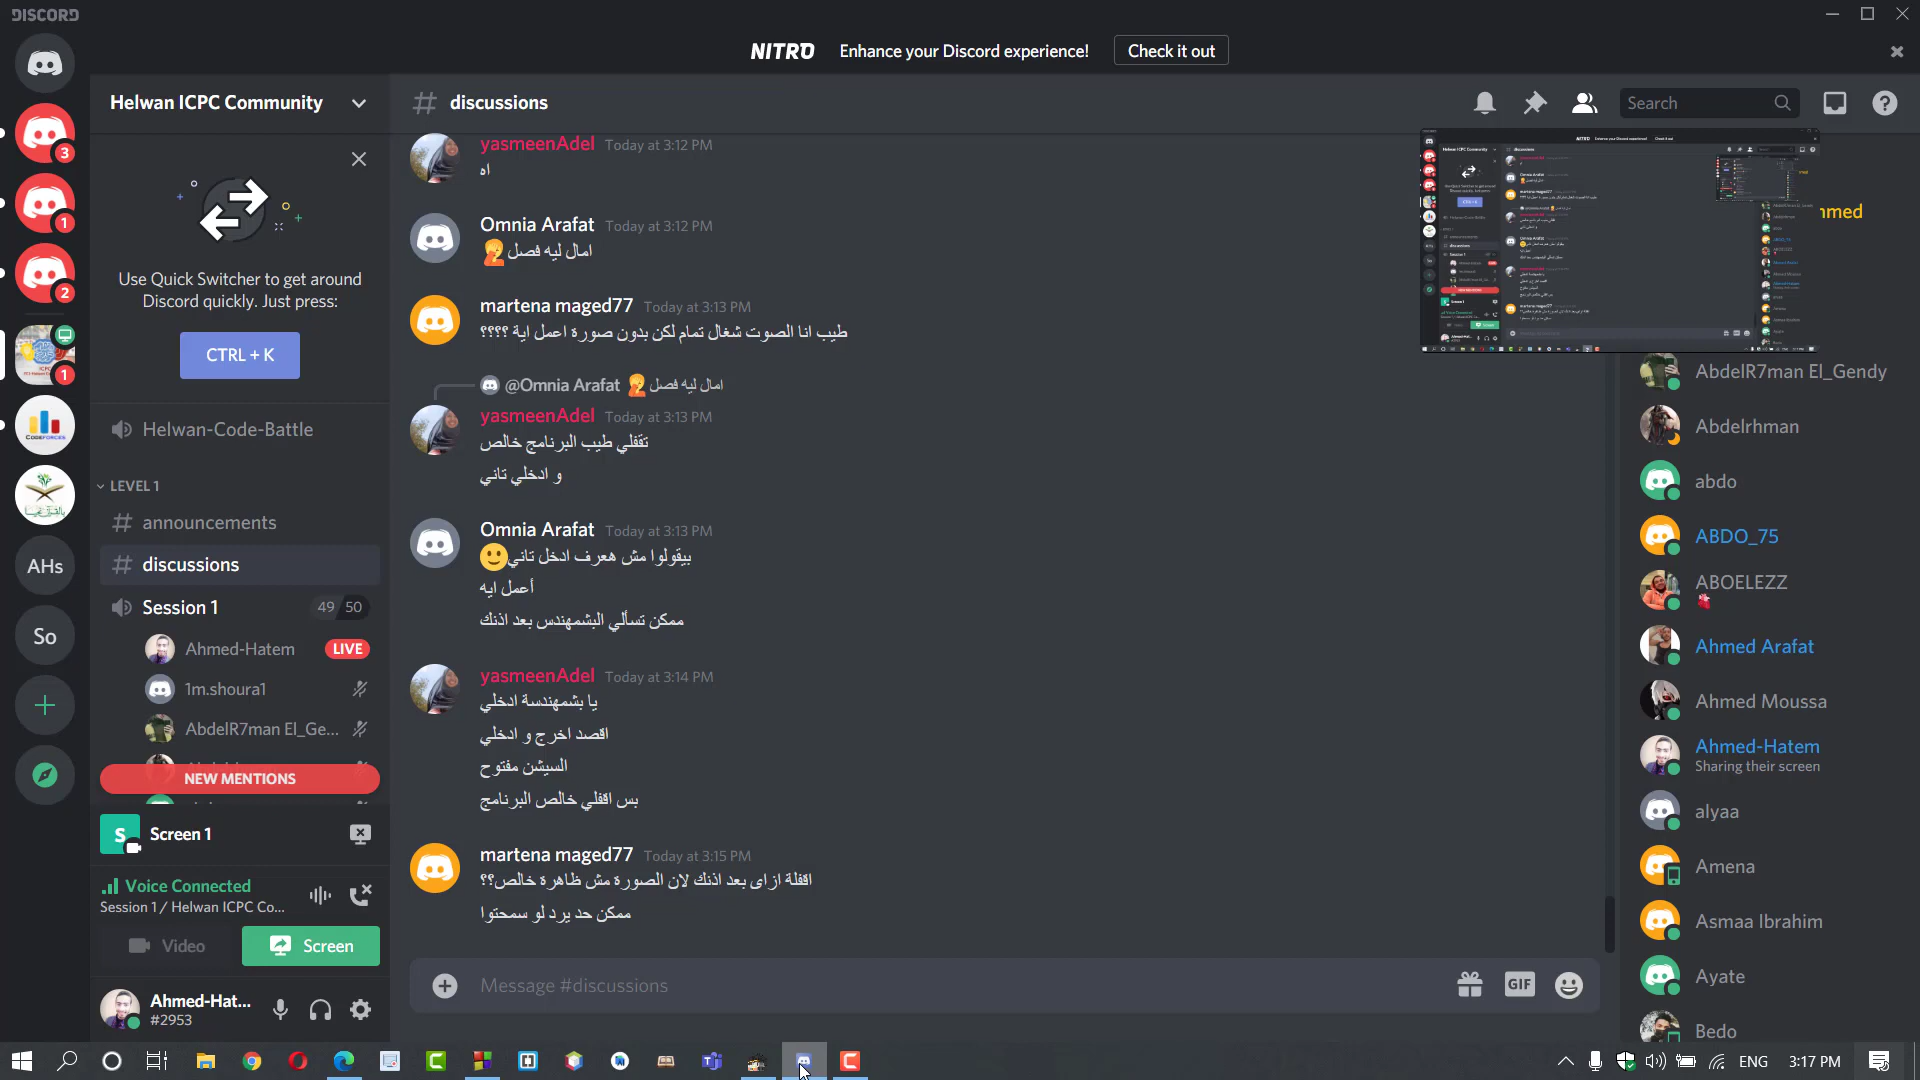 DISCORD
NITRO Enhance your Discord experience! Check it out
Helwan ICPC Community
# discussions
Search
3
1
2
1
CODEFORCES
AHs
So
Use Quick Switcher to get around
Discord quickly. Just press:
CTRL + K
Helwan-Code-Battle
LEVEL 1
# announcements
# discussions
Session 1 49 50
Ahmed-Hatem LIVE
1m.shoura1
AbdelR7man El_Ge...
NEW MENTIONS
S Screen 1
Voice Connected
Session 1 / Helwan ICPC Co...
Video Screen
Ahmed-Hat...
#2953
yasmeenAdel Today at 3:12 PM
اه
Omnia Arafat Today at 3:12 PM
امال ليه فصل🤦
martena maged77 Today at 3:13 PM
طيب انا الصوت شغال تمام لكن بدون صورة اعمل اية ؟؟؟؟
@Omnia Arafat امال ليه فصل🤦
yasmeenAdel Today at 3:13 PM
تقفلي طيب البرنامج خالص
و ادخلي تاني
Omnia Arafat Today at 3:13 PM
بيقولوا مش هعرف ادخل تاني🙂
أعمل ايه
ممكن تسألي البشمهندس بعد اذنك
yasmeenAdel Today at 3:14 PM
يا بشمهندسة ادخلي
اقصد اخرج و ادخلي
السيشن مفتوح
بس اقفلي خالص البرنامج
martena maged77 Today at 3:15 PM
اقفلة ازاى بعد اذنك لان الصورة مش ظاهرة خالص؟؟
ممكن حد يرد لو سمحتوا
Message #discussions
GIF
AbdelR7man El_Gendy
Abdelrhman
abdo
ABDO_75
ABOELEZZ
Ahmed Arafat
Ahmed Moussa
Ahmed-Hatem
Sharing their screen
alyaa
Amena
Asmaa Ibrahim
Ayate
Bedo
ENG 3:17 PM